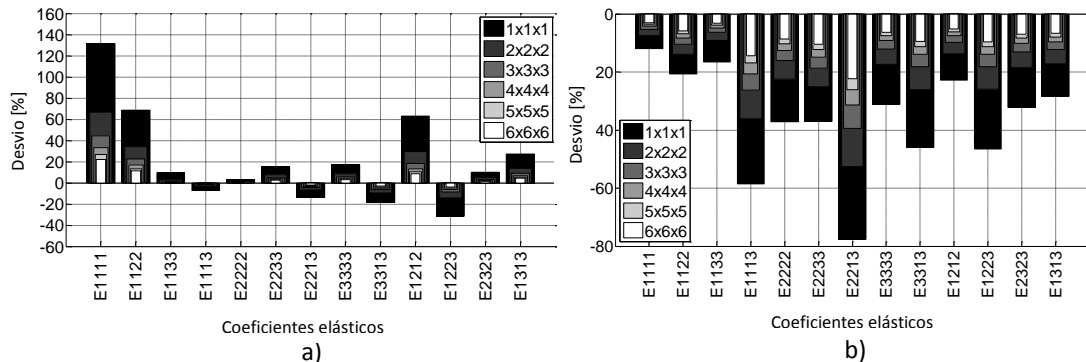 Desvio [%]
160
140
120
100
80
60
40
20
0
-20
-40
-60
1x1x1
2x2x2
3x3x3
4x4x4
5x5x5
6x6x6
E1111
E1122
E1133
E1113
E2222
E2233
E2213
E3333
E3313
E1212
E1223
E2323
E1313
Coeficientes elásticos
a)
Desvio [%]
0
-20
-40
-60
-80
1x1x1
2x2x2
3x3x3
4x4x4
5x5x5
6x6x6
E1111
E1122
E1133
E1113
E2222
E2233
E2213
E3333
E3313
E1212
E1223
E2323
E1313
Coeficientes elásticos
b)